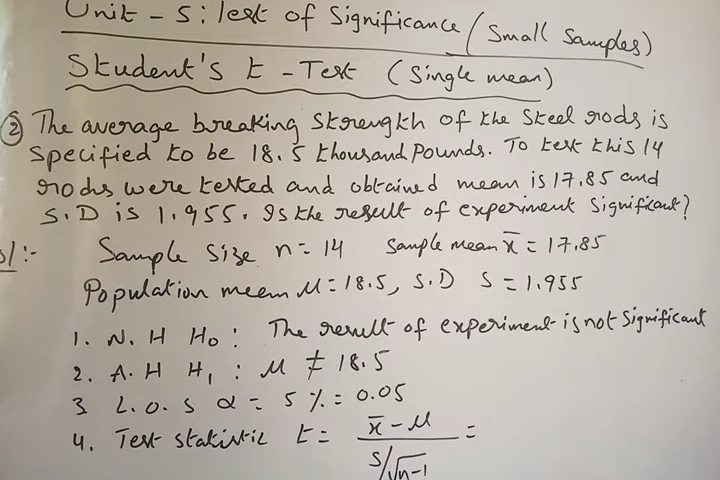 Unit - 5 : Test of Significance (Small Samples)
Student's t - Test (Single mean)
② The average breaking strength of the steel rods is
specified to be 18.5 thousand pounds. To test this 14
rods were tested and obtained mean is 17.85 and
S.D is 1.955. Is the result of experiment significant?
Sol:- Sample size n = 14 Sample mean x̄ = 17.85
Population mean μ = 18.5, S.D S = 1.955
1. N. H H₀ : The result of experiment is not significant
2. A. H H₁ : μ ≠ 18.5
3 L. O. S α = 5 % = 0.05
4. Test statistic t = x̄ - μ / S/√n-1 =